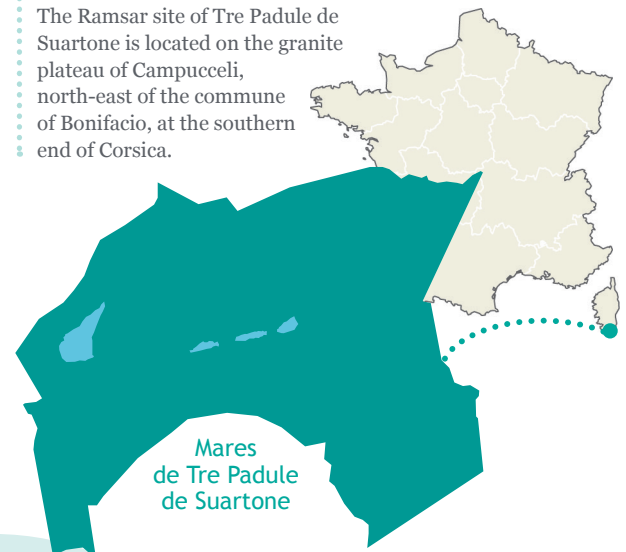 The Ramsar site of Tre Padule de
Suartone is located on the granite
plateau of Campucceli,
north-east of the commune
of Bonifacio, at the southern
end of Corsica.
Mares
de Tre Padule
de Suartone